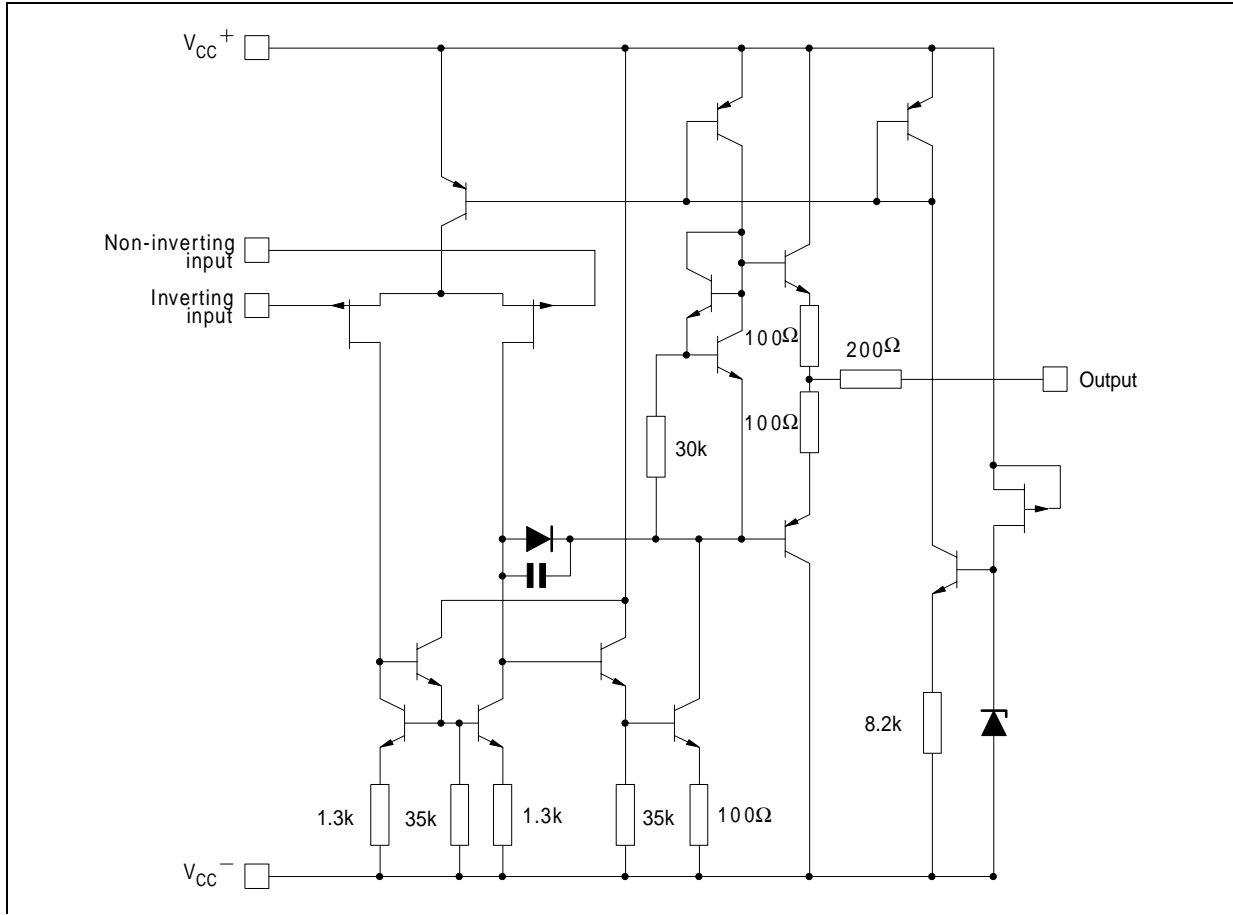 VCC+
Non-inverting
input
Inverting
input
100Ω
200Ω
Output
100Ω
30k
8.2k
1.3k
35k
1.3k
35k
100Ω
VCC−